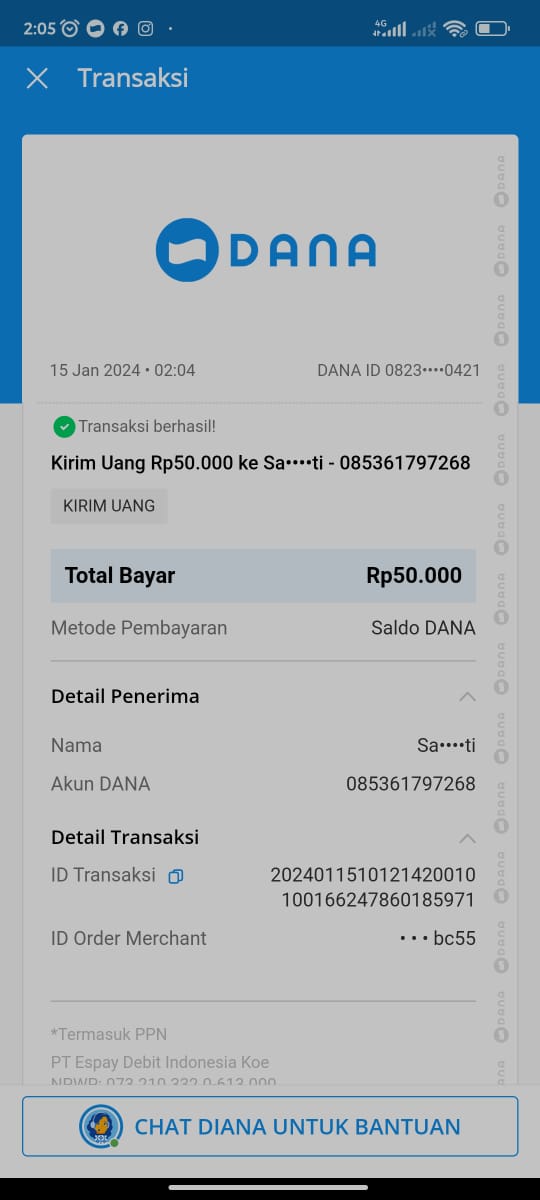 2:05
4G
Transaksi
DANA
15 Jan 2024 • 02:04
DANA ID 0823••••0421
Transaksi berhasil!
Kirim Uang Rp50.000 ke Sa••••ti - 085361797268
KIRIM UANG
Total Bayar Rp50.000
Metode Pembayaran Saldo DANA
Detail Penerima
Nama Sa••••ti
Akun DANA 085361797268
Detail Transaksi
ID Transaksi 2024011510121420010
100166247860185971
ID Order Merchant • • • bc55
*Termasuk PPN
PT Espay Debit Indonesia Koe
NPWP: 073.210.332.0-613.000
CHAT DIANA UNTUK BANTUAN